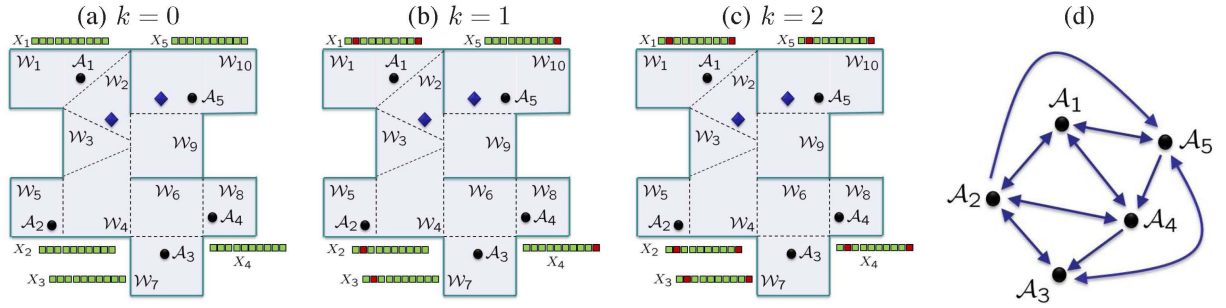 (a) k = 0
X₁ X₅
𝒲₁ 𝒜₁ 𝒲₂ 𝒲₁₀
𝒜₅
𝒲₃ 𝒲₉
𝒲₅ 𝒲₆ 𝒲₈
𝒜₂ 𝒲₄ 𝒜₄
X₂ 𝒜₃ X₄
X₃ 𝒲₇
(b) k = 1
X₁ X₅
𝒲₁ 𝒜₁ 𝒲₂ 𝒲₁₀
𝒜₅
𝒲₃ 𝒲₉
𝒲₅ 𝒲₆ 𝒲₈
𝒜₂ 𝒲₄ 𝒜₄
X₂ 𝒜₃ X₄
X₃ 𝒲₇
(c) k = 2
X₁ X₅
𝒲₁ 𝒜₁ 𝒲₂ 𝒲₁₀
𝒜₅
𝒲₃ 𝒲₉
𝒲₅ 𝒲₆ 𝒲₈
𝒜₂ 𝒲₄ 𝒜₄
X₂ 𝒜₃ X₄
X₃ 𝒲₇
(d)
𝒜₁
𝒜₅
𝒜₂
𝒜₄
𝒜₃